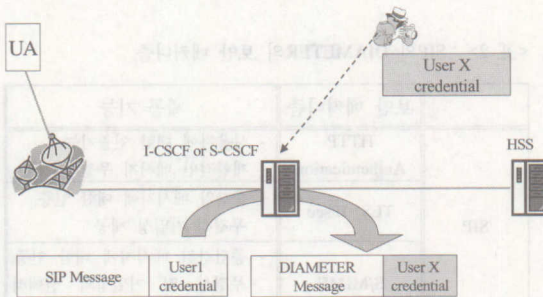 UA
User X
credential
I-CSCF or S-CSCF
HSS
SIP Message
User1
credential
DIAMETER
Message
User X
credential